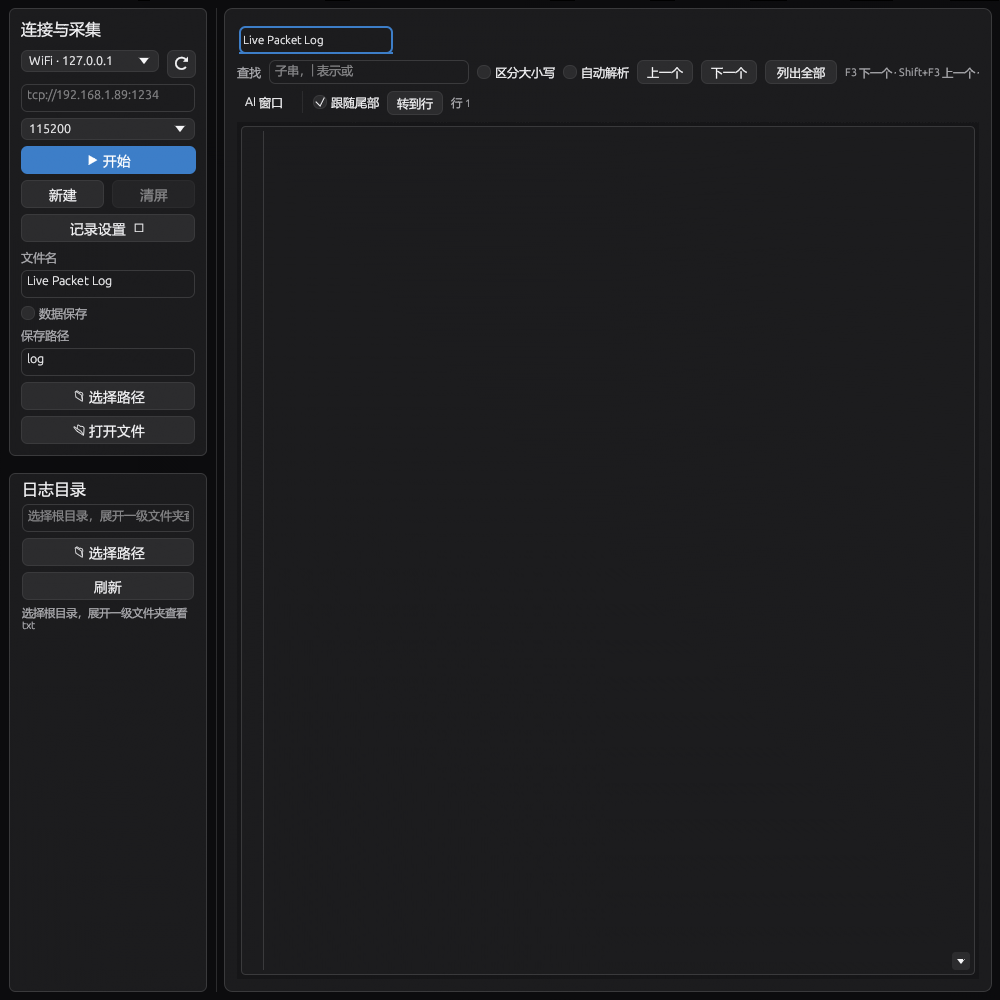 连接与采集
WiFi · 127.0.0.1
tcp://192.168.1.89:1234
115200
开始
新建
清屏
记录设置
文件名
Live Packet Log
数据保存
保存路径
log
选择路径
打开文件
日志目录
选择根目录，展开一级文件夹查
选择路径
刷新
选择根目录，展开一级文件夹查看
txt
Live Packet Log
查找 子串，| 表示或 区分大小写 自动解析 上一个 下一个 列出全部 F3 下一个 · Shift+F3 上一个 ·
AI 窗口 跟随尾部 转到行 行 1